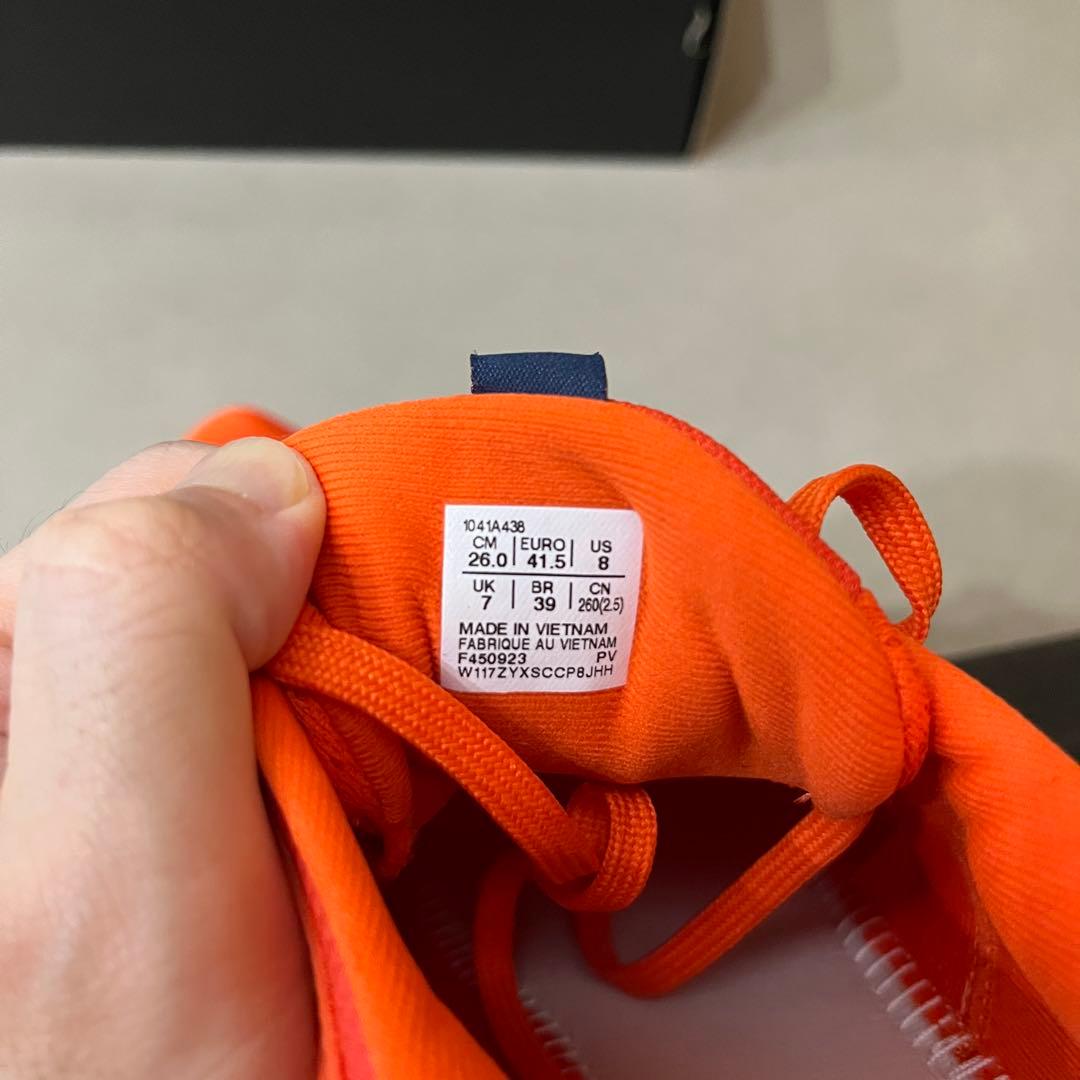 1041A438
CM | EURO | US
26.0 | 41.5 | 8
UK | BR | CN
7 | 39 | 260(2.5)
MADE IN VIETNAM
FABRIQUE AU VIETNAM
F450923 PV
W117ZYXSCCP8JHH